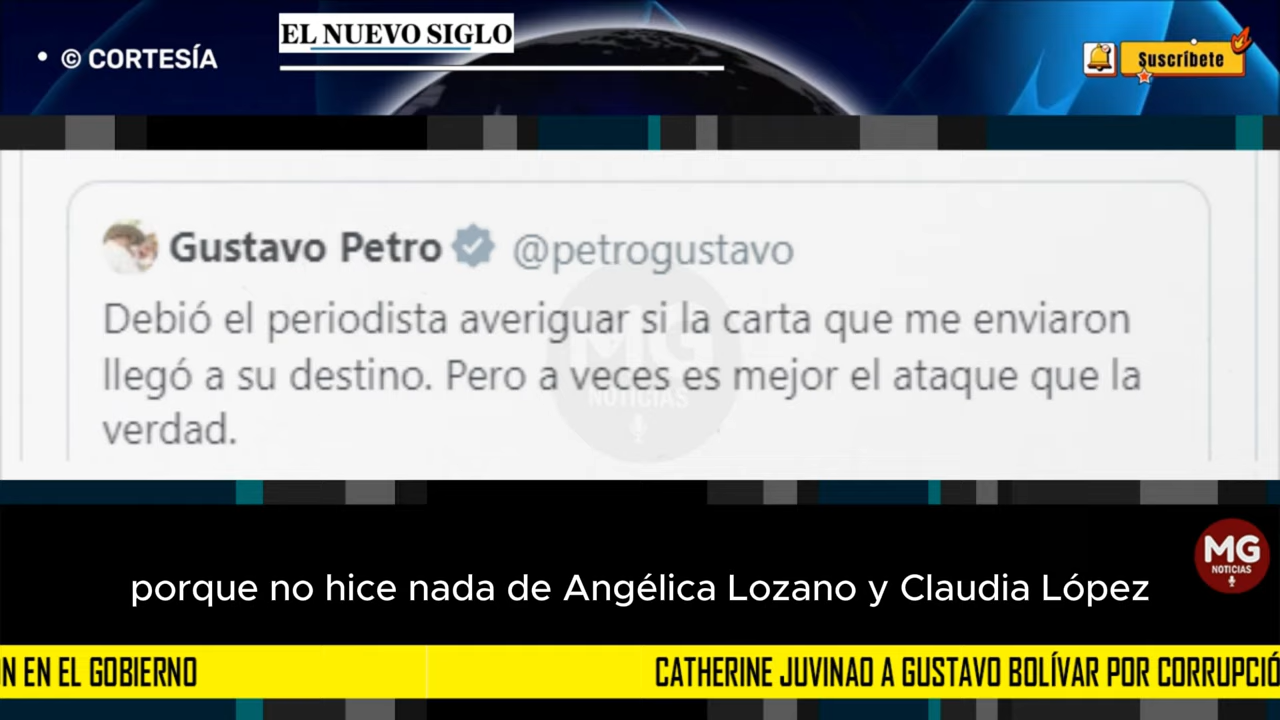 • © CORTESÍA
EL NUEVO SIGLO
Suscríbete
Gustavo Petro @petrogustavo
Debió el periodista averiguar si la carta que me enviaron
llegó a su destino. Pero a veces es mejor el ataque que la
verdad.
MG
NOTICIAS
porque no hice nada de Angélica Lozano y Claudia López
MG
NOTICIAS
N EN EL GOBIERNO
CATHERINE JUVINAO A GUSTAVO BOLÍVAR POR CORRUPCIÓ